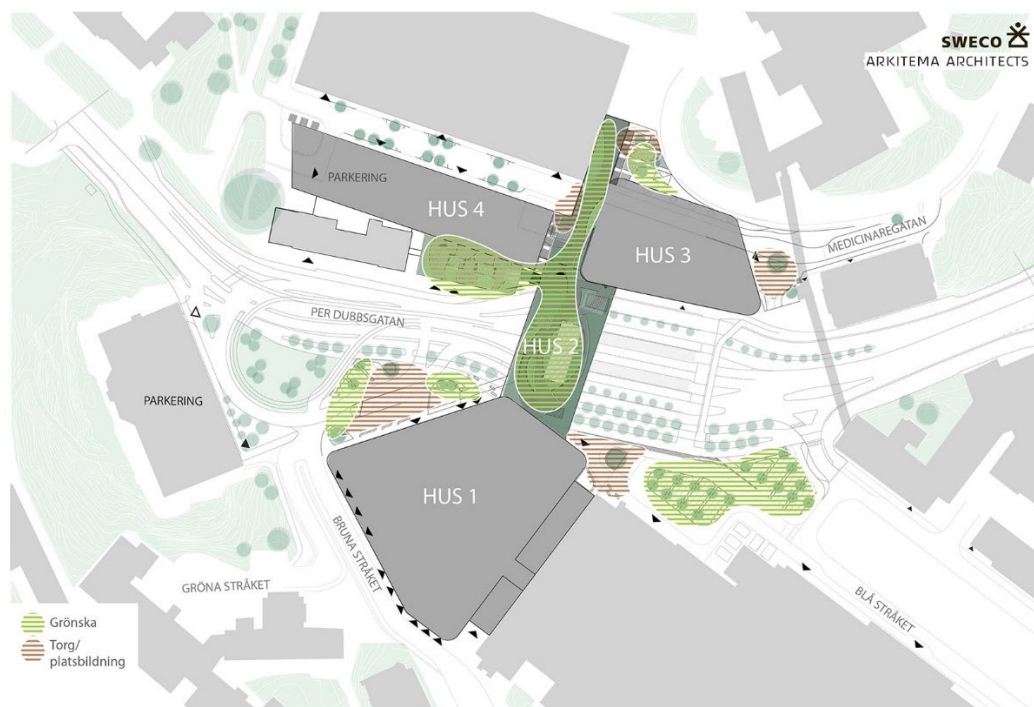 SWECO
ARKITEMA ARCHITECTS
PARKERING
HUS 4
HUS 3
MEDICINAREGATAN
PER DUBBSGATAN
HUS 2
PARKERING
HUS 1
BRUNA STRÅKET
GRÖNA STRÅKET
BLÅ STRÅKET
Grönska
Torg/
platsbildning